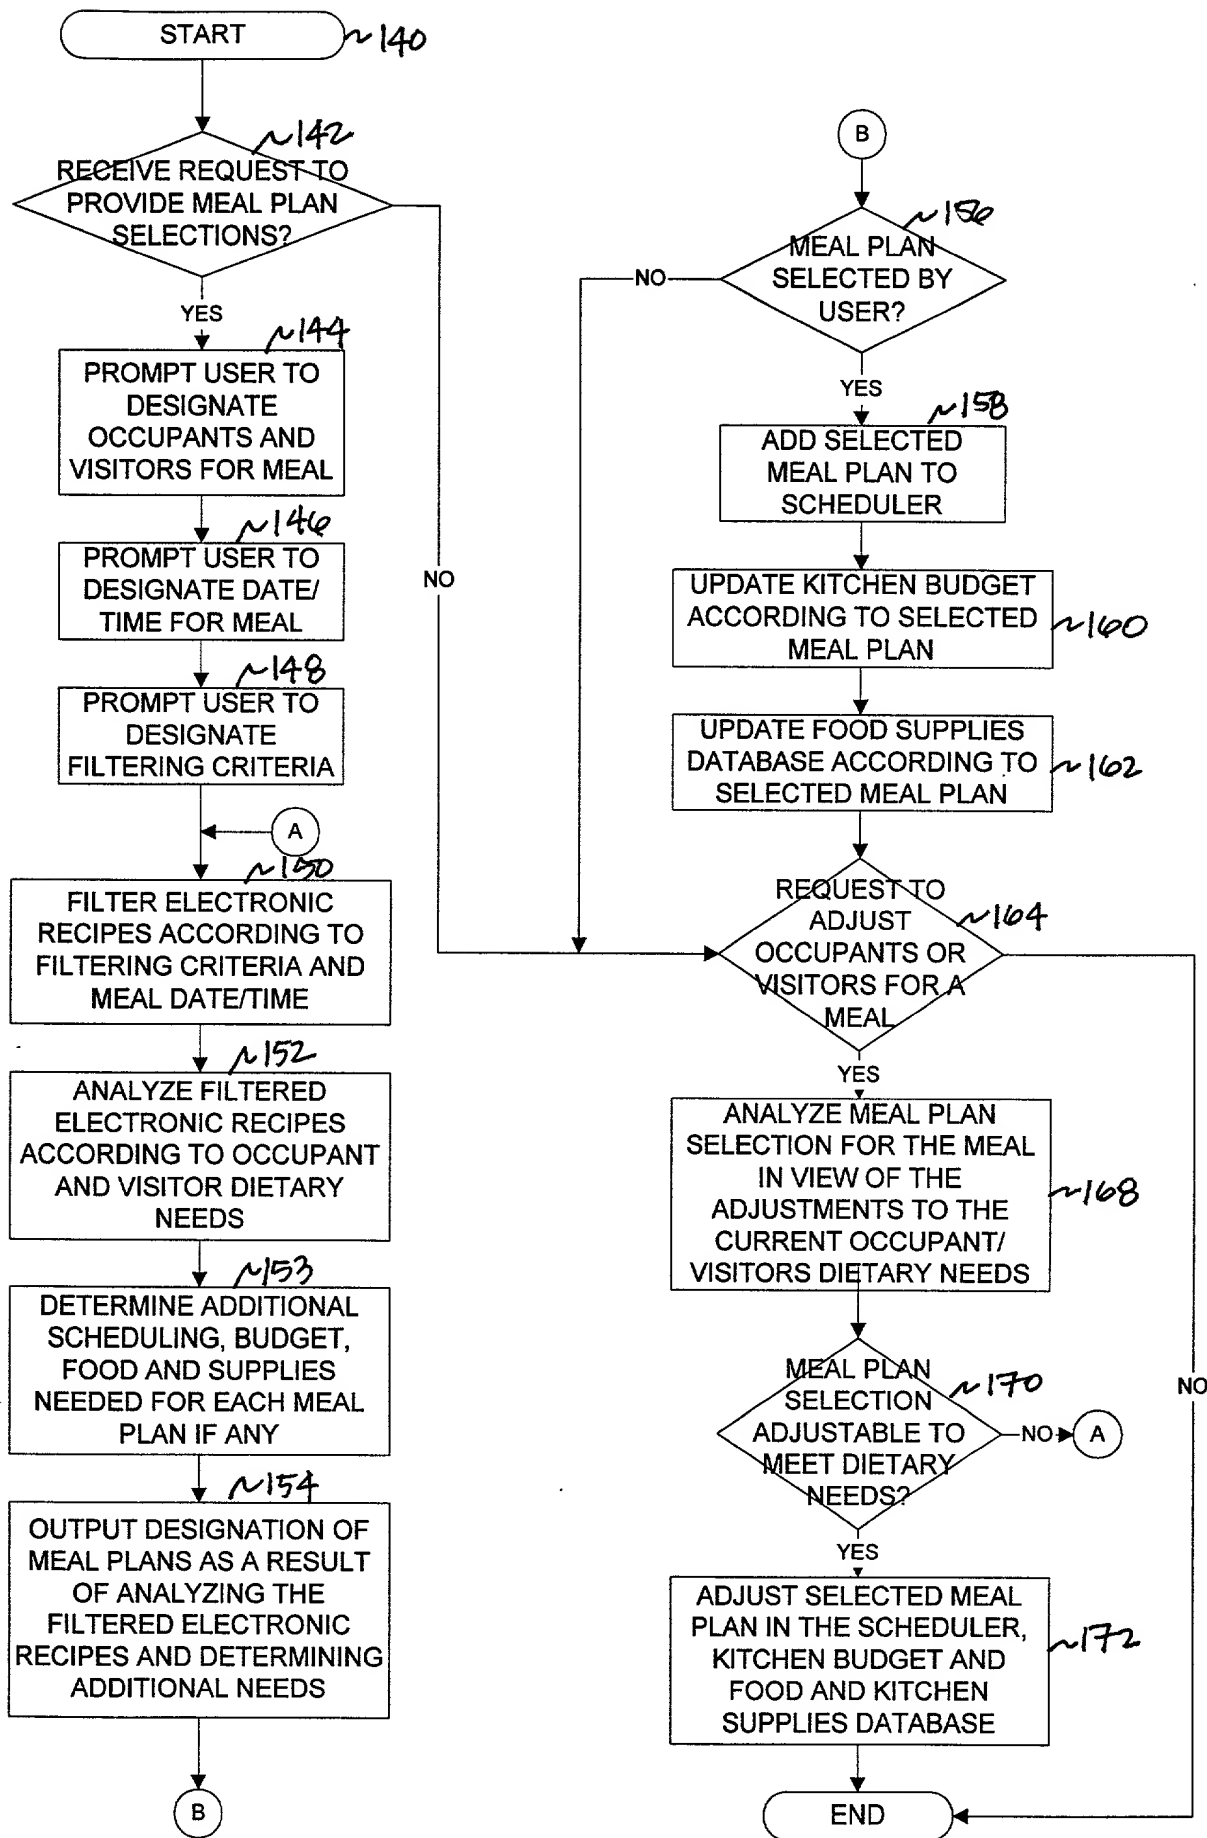 START
~140
~142
RECEIVE REQUEST TO
PROVIDE MEAL PLAN
SELECTIONS?
YES
NO
~144
PROMPT USER TO
DESIGNATE
OCCUPANTS AND
VISITORS FOR MEAL
~146
PROMPT USER TO
DESIGNATE DATE/
TIME FOR MEAL
~148
PROMPT USER TO
DESIGNATE
FILTERING CRITERIA
A
~150
FILTER ELECTRONIC
RECIPES ACCORDING TO
FILTERING CRITERIA AND
MEAL DATE/TIME
~152
ANALYZE FILTERED
ELECTRONIC RECIPES
ACCORDING TO OCCUPANT
AND VISITOR DIETARY
NEEDS
~153
DETERMINE ADDITIONAL
SCHEDULING, BUDGET,
FOOD AND SUPPLIES
NEEDED FOR EACH MEAL
PLAN IF ANY
~154
OUTPUT DESIGNATION OF
MEAL PLANS AS A RESULT
OF ANALYZING THE
FILTERED ELECTRONIC
RECIPES AND DETERMINING
ADDITIONAL NEEDS
B
B
~156
MEAL PLAN
SELECTED BY
USER?
NO
YES
~158
ADD SELECTED
MEAL PLAN TO
SCHEDULER
UPDATE KITCHEN BUDGET
ACCORDING TO SELECTED
MEAL PLAN
~160
UPDATE FOOD SUPPLIES
DATABASE ACCORDING TO
SELECTED MEAL PLAN
~162
REQUEST TO
ADJUST
OCCUPANTS OR
VISITORS FOR A
MEAL
~164
YES
NO
ANALYZE MEAL PLAN
SELECTION FOR THE MEAL
IN VIEW OF THE
ADJUSTMENTS TO THE
CURRENT OCCUPANT/
VISITORS DIETARY NEEDS
~168
MEAL PLAN
SELECTION
ADJUSTABLE TO
MEET DIETARY
NEEDS?
~170
NO
A
YES
ADJUST SELECTED MEAL
PLAN IN THE SCHEDULER,
KITCHEN BUDGET AND
FOOD AND KITCHEN
SUPPLIES DATABASE
~172
END